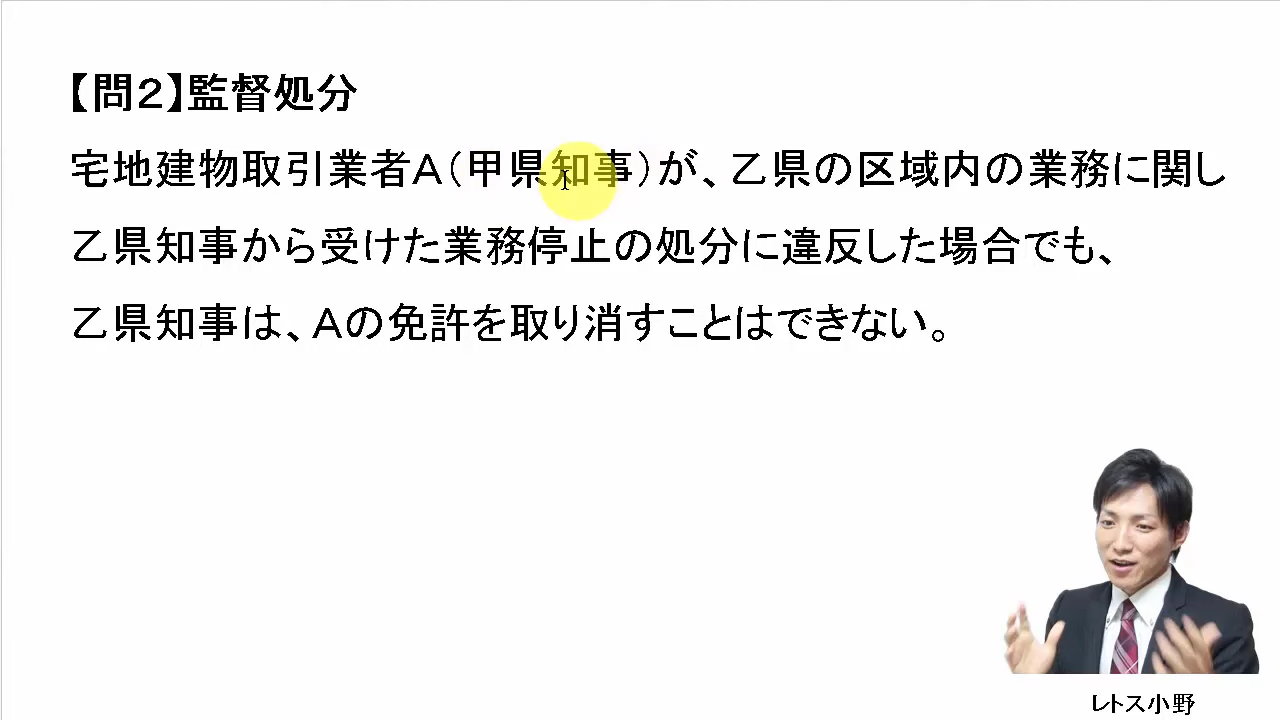 【問２】監督処分
宅地建物取引業者Ａ（甲県知事）が、乙県の区域内の業務に関し
乙県知事から受けた業務停止の処分に違反した場合でも、
乙県知事は、Ａの免許を取り消すことはできない。
レトス小野